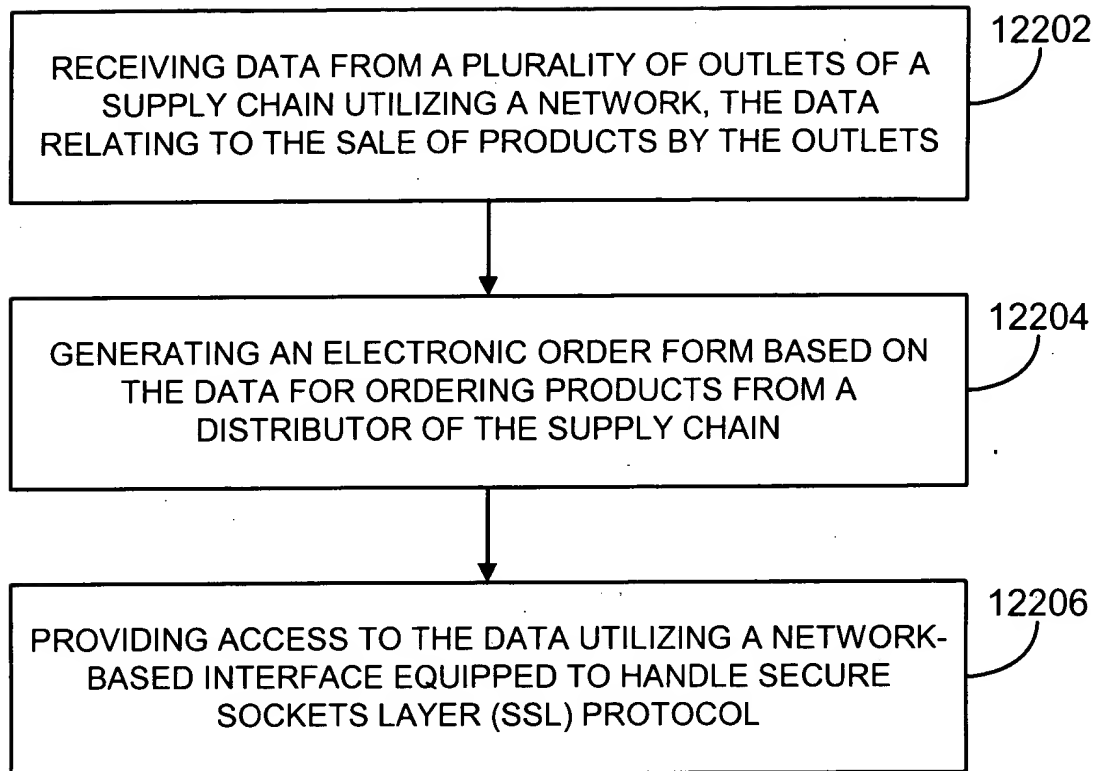 12202
RECEIVING DATA FROM A PLURALITY OF OUTLETS OF A
SUPPLY CHAIN UTILIZING A NETWORK, THE DATA
RELATING TO THE SALE OF PRODUCTS BY THE OUTLETS
12204
GENERATING AN ELECTRONIC ORDER FORM BASED ON
THE DATA FOR ORDERING PRODUCTS FROM A
DISTRIBUTOR OF THE SUPPLY CHAIN
12206
PROVIDING ACCESS TO THE DATA UTILIZING A NETWORK-
BASED INTERFACE EQUIPPED TO HANDLE SECURE
SOCKETS LAYER (SSL) PROTOCOL